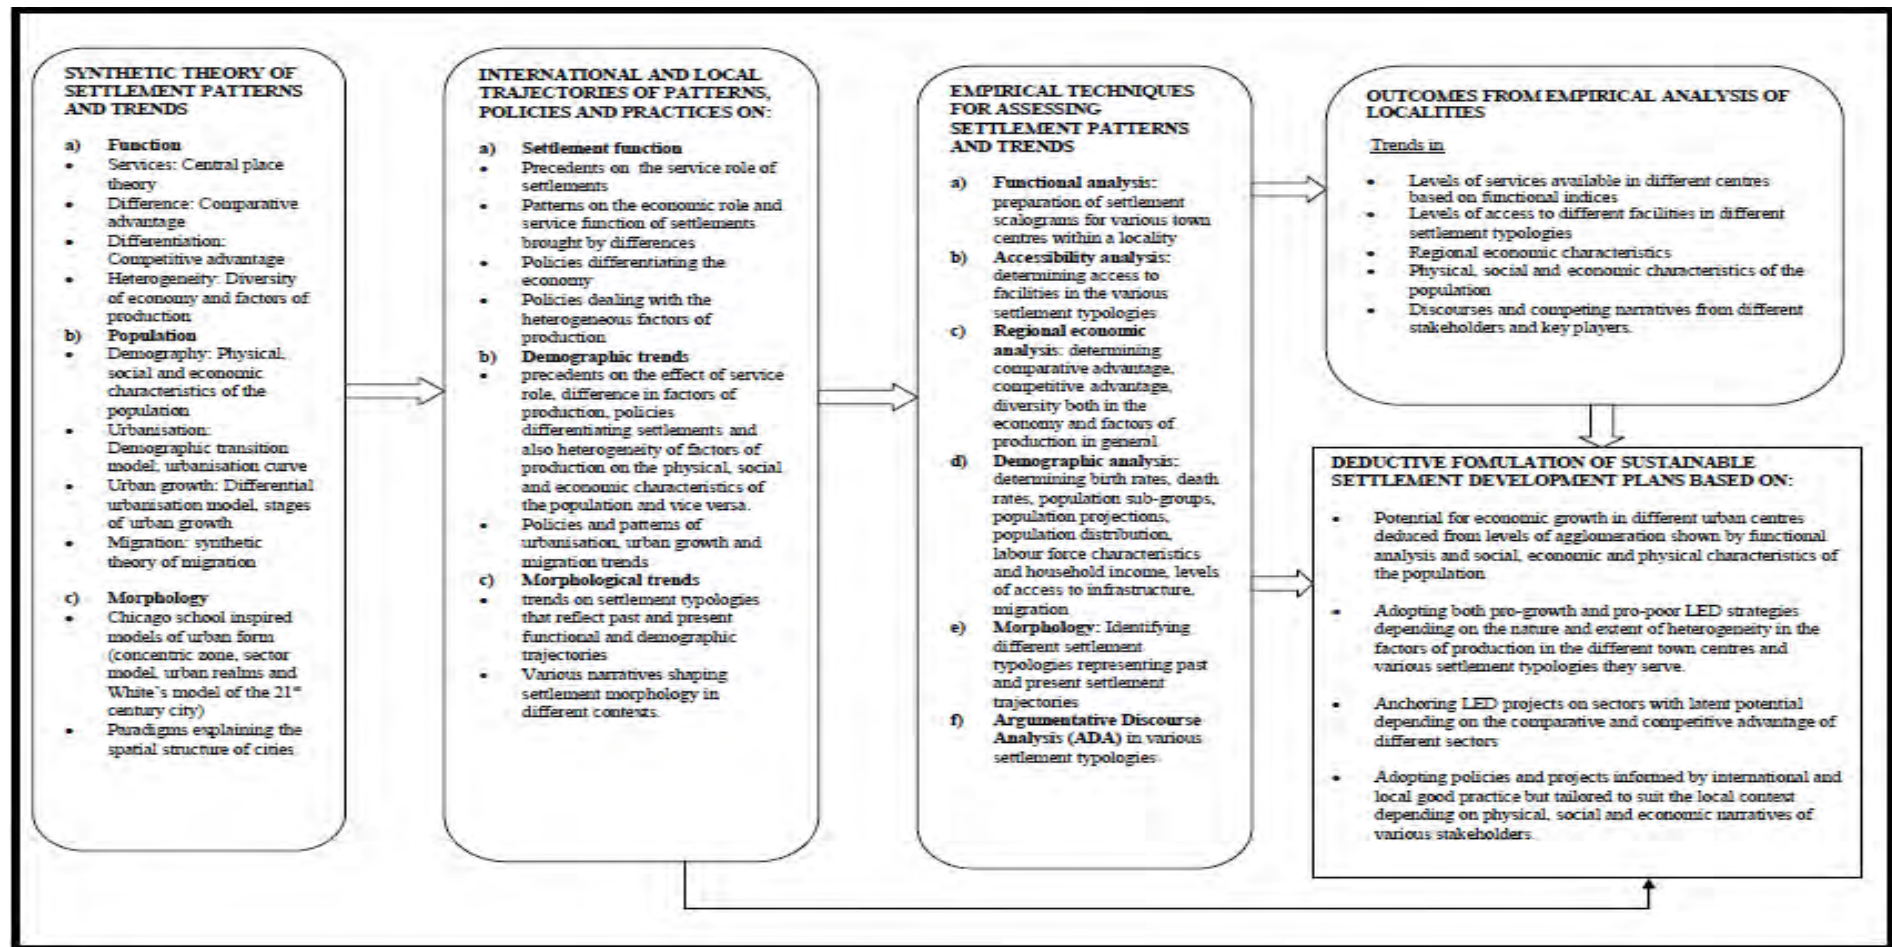 SYNTHETIC THEORY OF
SETTLEMENT PATTERNS
AND TRENDS
a) Function
• Services: Central place
theory
• Difference: Comparative
advantage
• Differentiation:
Competitive advantage
• Heterogeneity: Diversity
of economy and factors of
production
b) Population
• Demography: Physical,
social and economic
characteristics of the
population
• Urbanisation:
Demographic transition
model; urbanisation curve
• Urban growth: Differential
urbanisation model, stages
of urban growth
• Migration: synthetic
theory of migration
c) Morphology
• Chicago school inspired
models of urban form
(concentric zone, sector
model, urban realms and
White's model of the 21st
century city)
• Paradigms explaining the
spatial structure of cities
INTERNATIONAL AND LOCAL
TRAJECTORIES OF PATTERNS,
POLICIES AND PRACTICES ON:
a) Settlement function
• Precedents on the service role of
settlements
• Patterns on the economic role and
service function of settlements
brought by differences
• Policies differentiating the
economy
• Policies dealing with the
heterogeneous factors of
production
b) Demographic trends
• precedents on the effect of service
role, difference in factors of
production, policies
differentiating settlements and
also heterogeneity of factors of
production on the physical, social
and economic characteristics of
the population and vice versa.
• Policies and patterns of
urbanisation, urban growth and
migration trends
c) Morphological trends
• trends on settlement typologies
that reflect past and present
functional and demographic
trajectories
• Various narratives shaping
settlement morphology in
different contexts.
EMPIRICAL TECHNIQUES
FOR ASSESSING
SETTLEMENT PATTERNS
AND TRENDS
a) Functional analysis:
preparation of settlement
scalograms for various town
centres within a locality
b) Accessibility analysis:
determining access to
facilities in the various
settlement typologies
c) Regional economic
analysis: determining
comparative advantage,
competitive advantage,
diversity both in the
economy and factors of
production in general
d) Demographic analysis:
determining birth rates, death
rates, population sub-groups,
population projections,
population distribution,
labour force characteristics
and household income, levels
of access to infrastructure,
migration
e) Morphology: Identifying
different settlement
typologies representing past
and present settlement
trajectories
f) Argumentative Discourse
Analysis (ADA) in various
settlement typologies
OUTCOMES FROM EMPIRICAL ANALYSIS OF
LOCALITIES
Trends in
• Levels of services available in different centres
based on functional indices
• Levels of access to different facilities in different
settlement typologies
• Regional economic characteristics
• Physical, social and economic characteristics of the
population
• Discourses and competing narratives from different
stakeholders and key players.
DEDUCTIVE FOMULATION OF SUSTAINABLE
SETTLEMENT DEVELOPMENT PLANS BASED ON:
• Potential for economic growth in different urban centres
deduced from levels of agglomeration shown by functional
analysis and social, economic and physical characteristics of
the population
• Adopting both pro-growth and pro-poor LED strategies
depending on the nature and extent of heterogeneity in the
factors of production in the different town centres and
various settlement typologies they serve.
• Anchoring LED projects on sectors with latent potential
depending on the comparative and competitive advantage of
different sectors
• Adopting policies and projects informed by international and
local good practice but tailored to suit the local context
depending on physical, social and economic narratives of
various stakeholders.